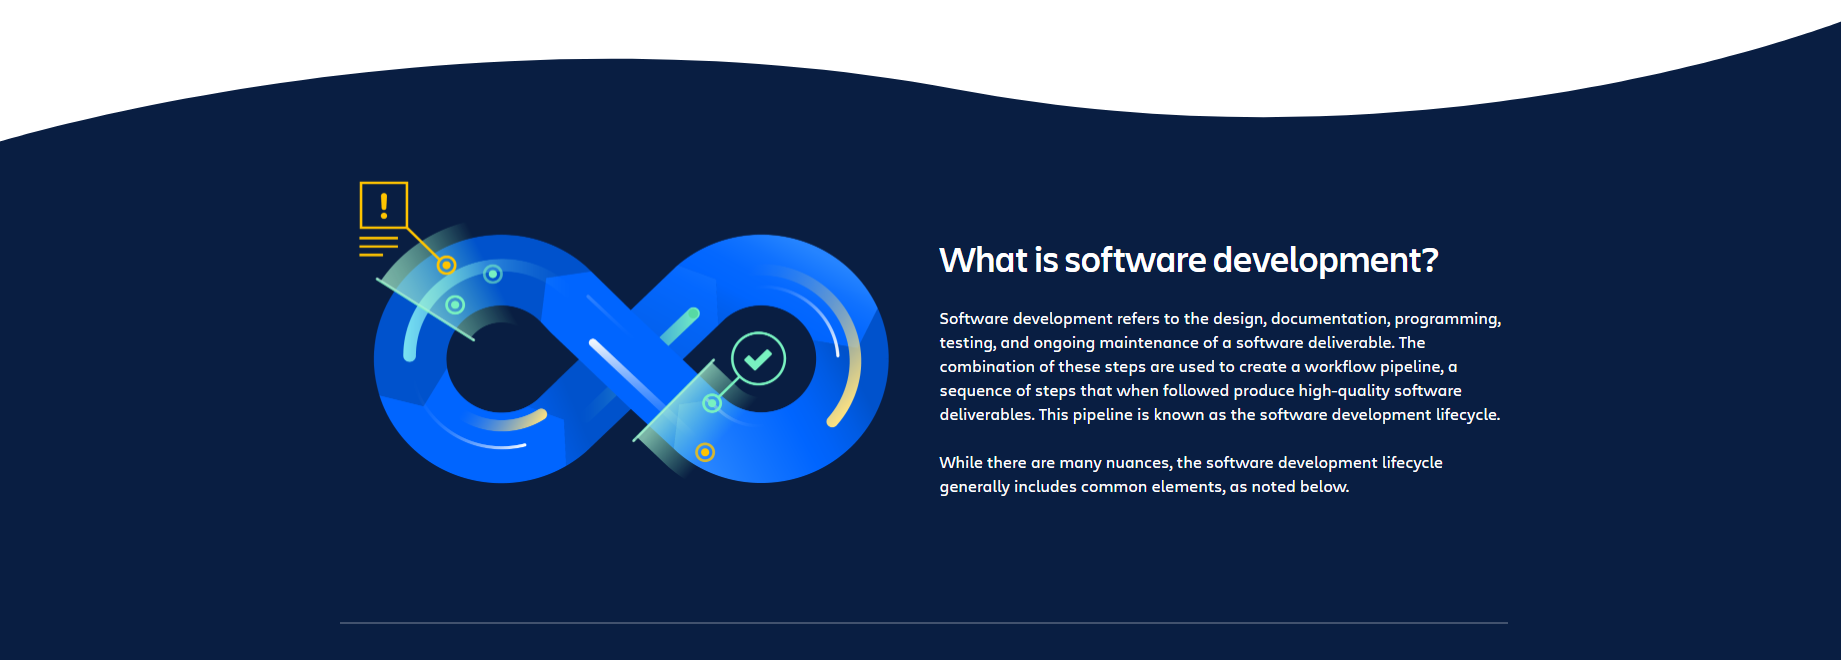 What is software development?
Software development refers to the design, documentation, programming,
testing, and ongoing maintenance of a software deliverable. The
combination of these steps are used to create a workflow pipeline, a
sequence of steps that when followed produce high-quality software
deliverables. This pipeline is known as the software development lifecycle.
While there are many nuances, the software development lifecycle
generally includes common elements, as noted below.